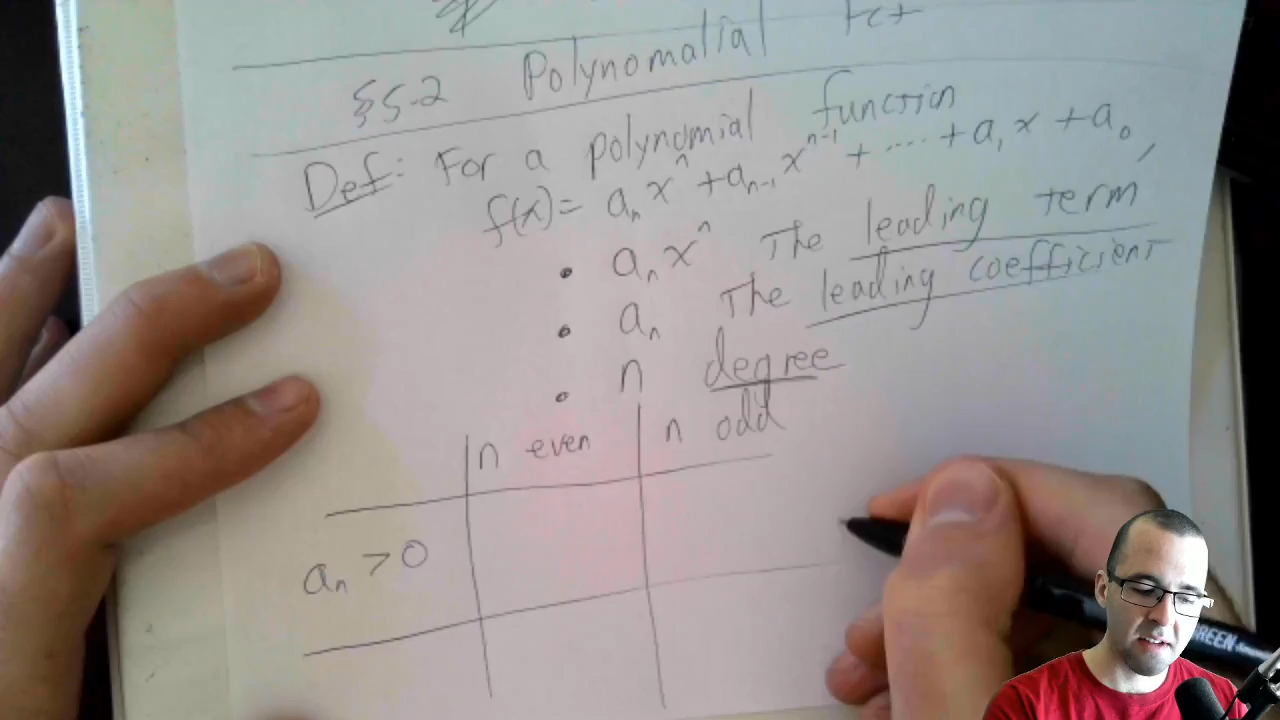 §5.2 Polynomalial fct
Def: For a polynomial function
f(x)= aₙxⁿ + aₙ₋₁xⁿ⁻¹ + .... + a₁x + a₀,
• aₙxⁿ The leading term
• aₙ The leading coefficient
• n degree
n even n odd
aₙ > 0